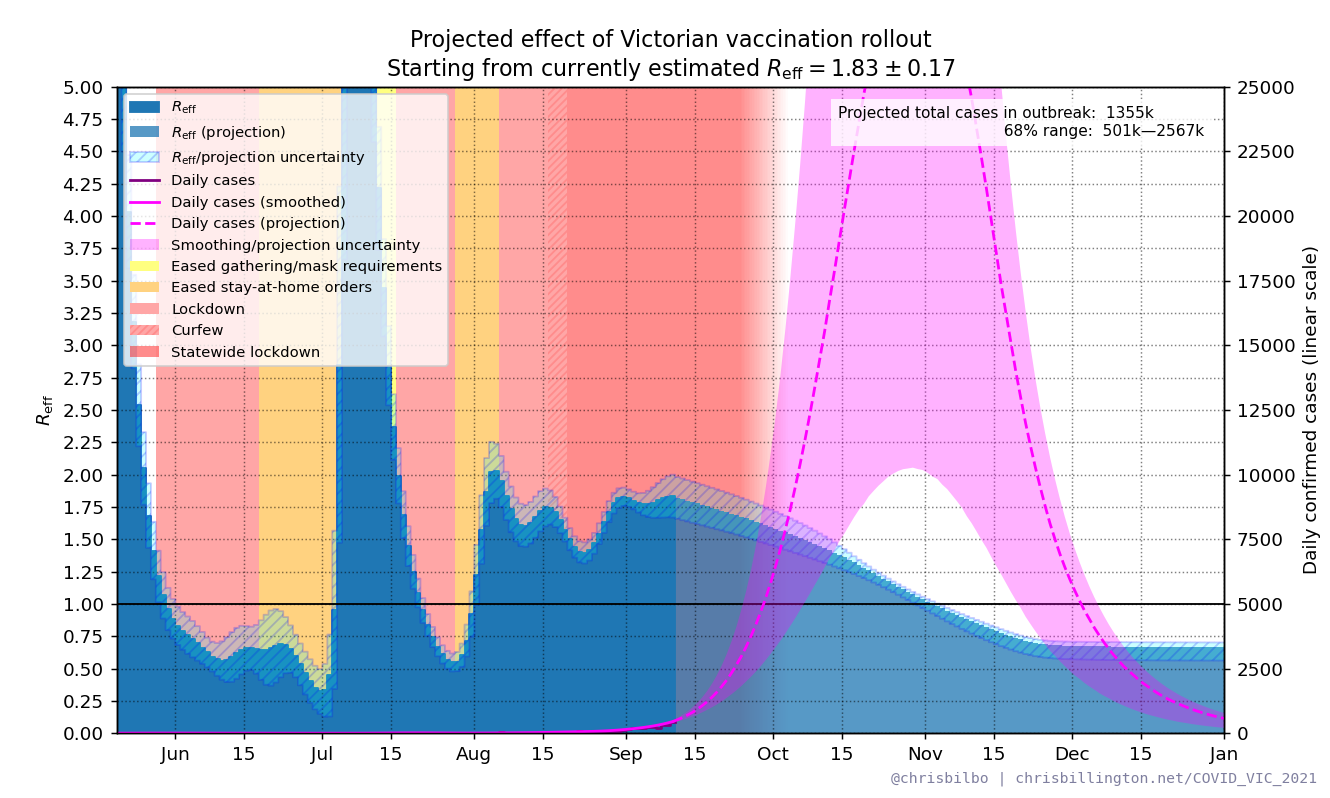 Projected effect of Victorian vaccination rollout
Starting from currently estimated R_eff = 1.83 ± 0.17
R_eff
R_eff (projection)
R_eff/projection uncertainty
Daily cases
Daily cases (smoothed)
Daily cases (projection)
Smoothing/projection uncertainty
Eased gathering/mask requirements
Eased stay-at-home orders
Lockdown
Curfew
Statewide lockdown
Projected total cases in outbreak: 1355k
68% range: 501k—2567k
R_eff
5.00
4.75
4.50
4.25
4.00
3.75
3.50
3.25
3.00
2.75
2.50
2.25
2.00
1.75
1.50
1.25
1.00
0.75
0.50
0.25
0.00
25000
22500
20000
17500
15000
12500
10000
7500
5000
2500
0
Daily confirmed cases (linear scale)
Jun 15 Jul 15 Aug 15 Sep 15 Oct 15 Nov 15 Dec 15 Jan
@chrisbilbo | chrisbillington.net/COVID_VIC_2021